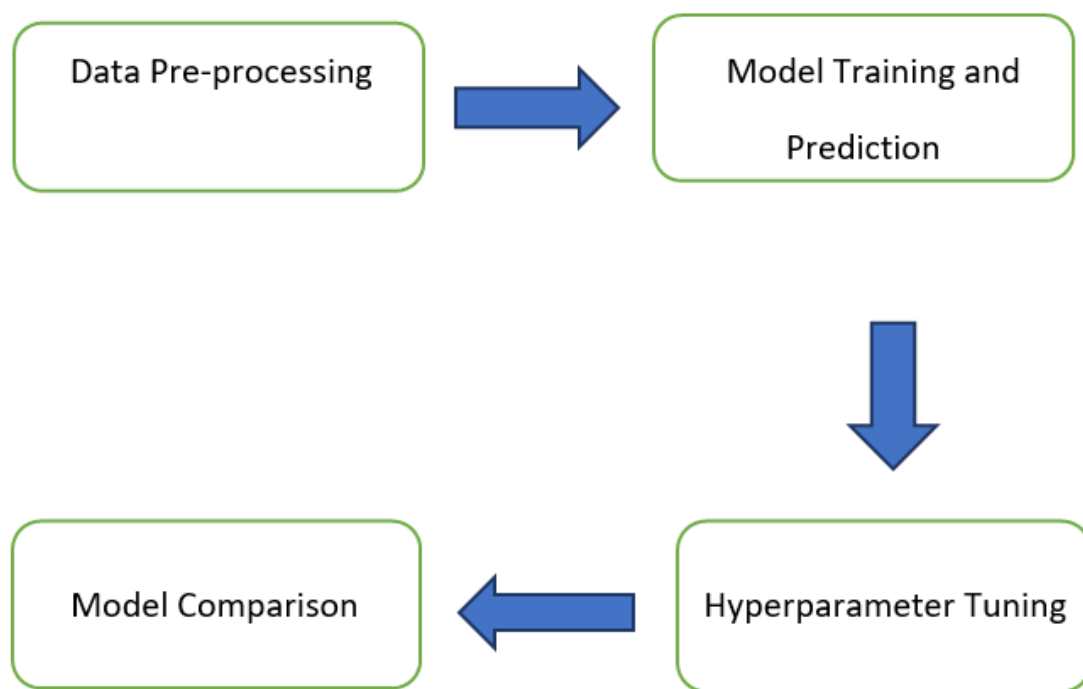 Data Pre-processing
Model Training and
Prediction
Hyperparameter Tuning
Model Comparison